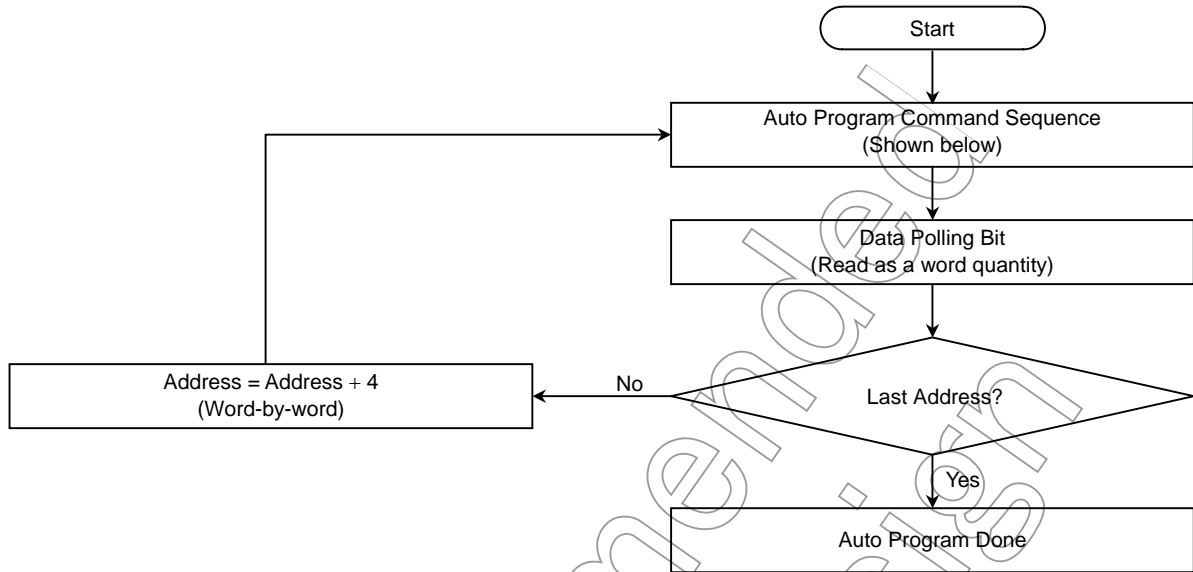 Start
Auto Program Command Sequence
(Shown below)
Data Polling Bit
(Read as a word quantity)
Address = Address + 4
(Word-by-word)
No
Last Address?
Yes
Auto Program Done